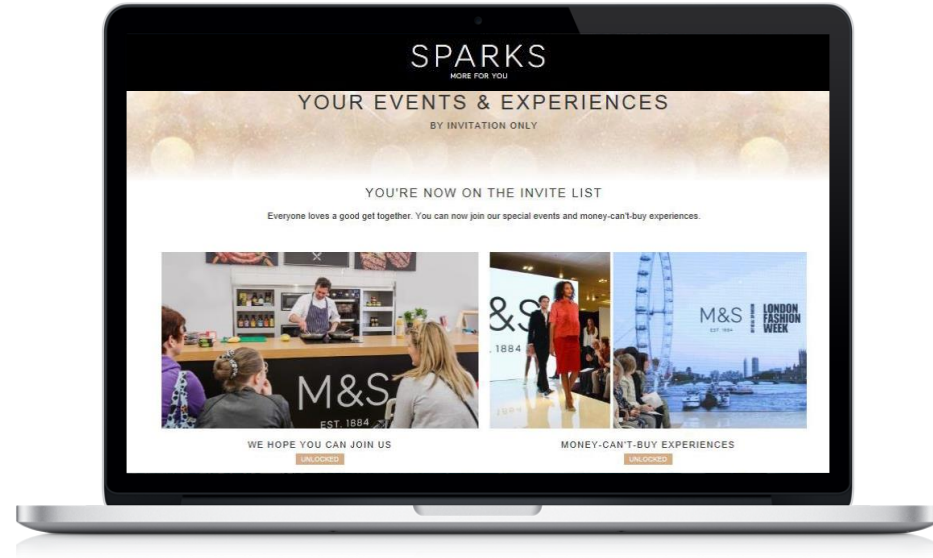 SPARKS
MORE FOR YOU
YOUR EVENTS & EXPERIENCES
BY INVITATION ONLY
YOU'RE NOW ON THE INVITE LIST
Everyone loves a good get together. You can now join our special events and money-can't-buy experiences.
M&S
EST. 1884
&S
. 1884
1884
M&S
EST. 1884
LONDON
FASHION
WEEK
WE HOPE YOU CAN JOIN US
UNLOCKED
MONEY-CAN'T-BUY EXPERIENCES
UNLOCKED